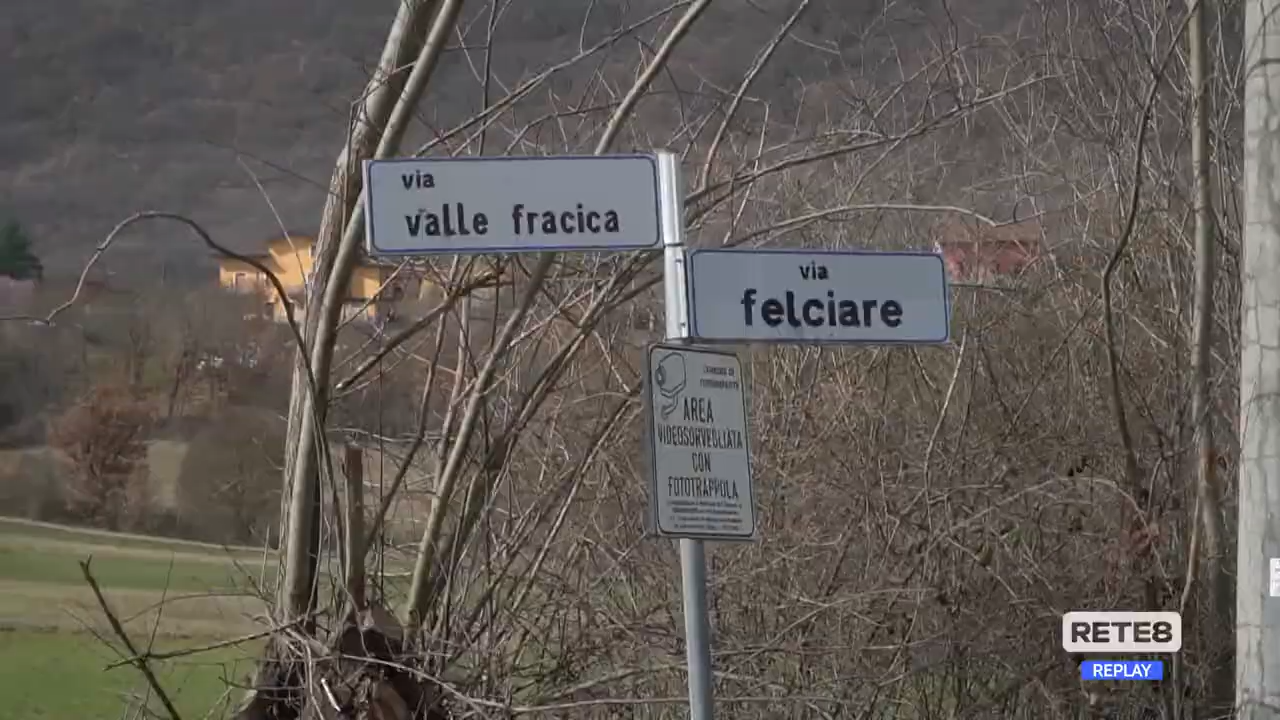 via
valle fracica
via
felciare
AREA
VIDEOSORVEGLIATA
CON
FOTOTRAPPOLA
RETE8
REPLAY